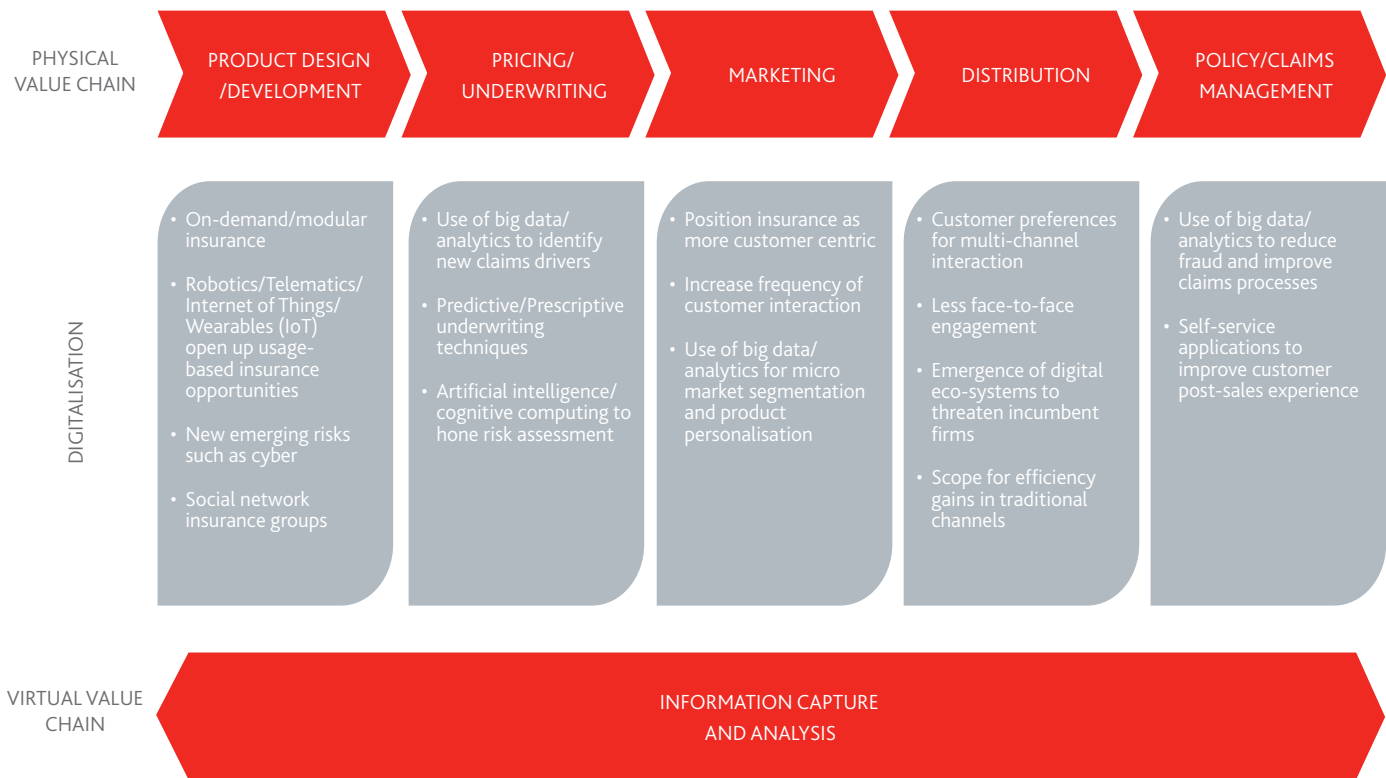 PHYSICAL
VALUE CHAIN
PRODUCT DESIGN
/DEVELOPMENT
PRICING/
UNDERWRITING
MARKETING
DISTRIBUTION
POLICY/CLAIMS
MANAGEMENT
DIGITALISATION
• On-demand/modular
insurance
• Robotics/Telematics/
Internet of Things/
Wearables (IoT)
open up usage-
based insurance
opportunities
• New emerging risks
such as cyber
• Social network
insurance groups
• Use of big data/
analytics to identify
new claims drivers
• Predictive/Prescriptive
underwriting
techniques
• Artificial intelligence/
cognitive computing to
hone risk assessment
• Position insurance as
more customer centric
• Increase frequency of
customer interaction
• Use of big data/
analytics for micro
market segmentation
and product
personalisation
• Customer preferences
for multi-channel
interaction
• Less face-to-face
engagement
• Emergence of digital
eco-systems to
threaten incumbent
firms
• Scope for efficiency
gains in traditional
channels
• Use of big data/
analytics to reduce
fraud and improve
claims processes
• Self-service
applications to
improve customer
post-sales experience
VIRTUAL VALUE
CHAIN
INFORMATION CAPTURE
AND ANALYSIS